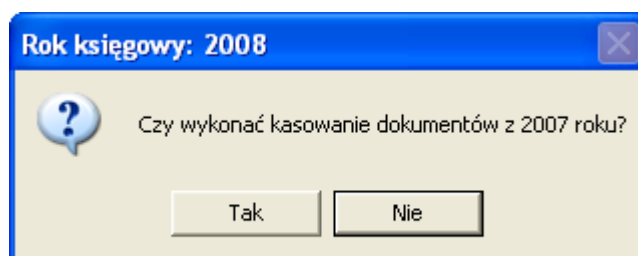 Rok księgowy: 2008
Czy wykonać kasowanie dokumentów z 2007 roku?
Tak
Nie